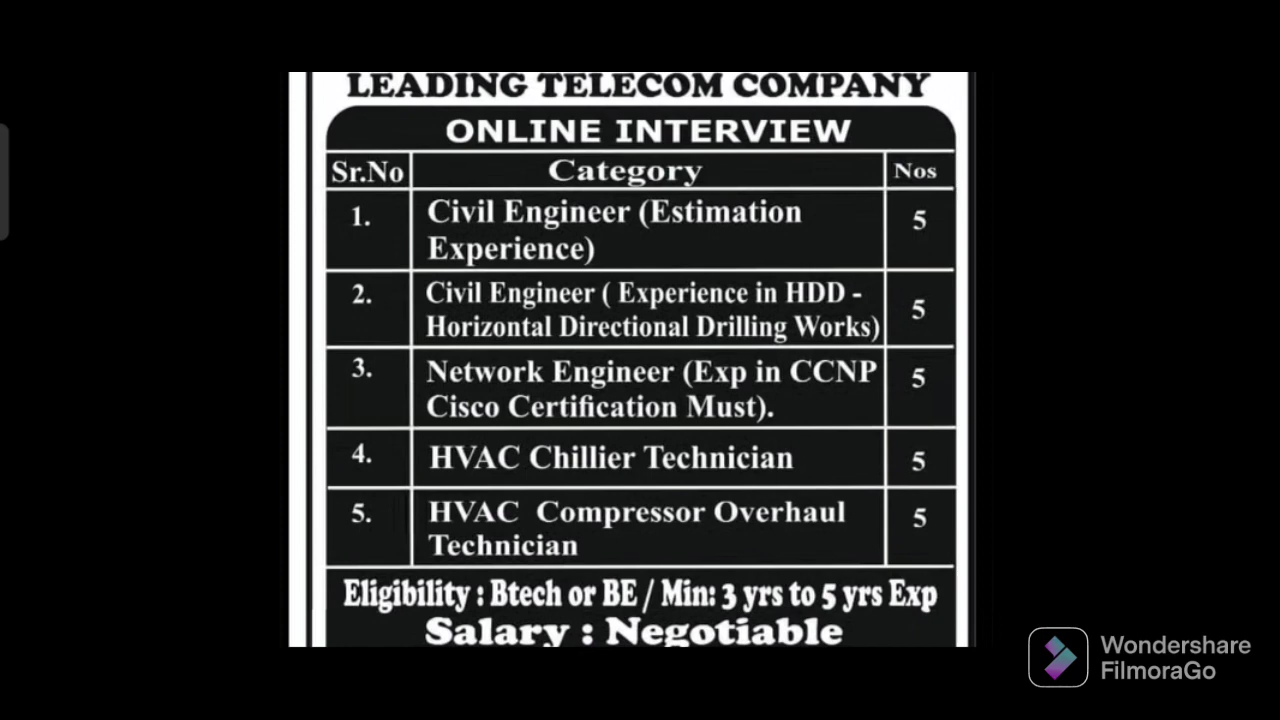 LEADING TELECOM COMPANY
ONLINE INTERVIEW
Sr.No Category Nos
1. Civil Engineer (Estimation
Experience) 5
2. Civil Engineer ( Experience in HDD -
Horizontal Directional Drilling Works) 5
3. Network Engineer (Exp in CCNP
Cisco Certification Must). 5
4. HVAC Chillier Technician 5
5. HVAC Compressor Overhaul
Technician 5
Eligibility : Btech or BE / Min: 3 yrs to 5 yrs Exp
Salary : Negotiable
Wondershare
FilmoraGo